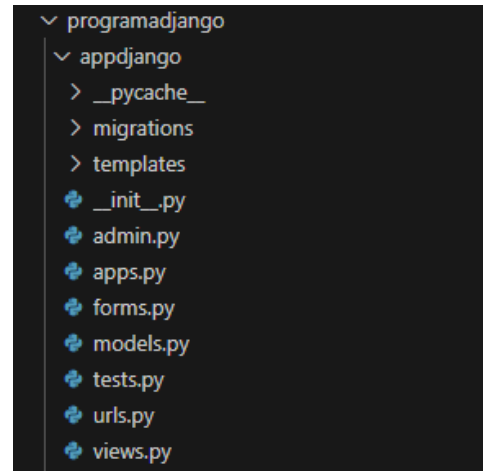 programadjango
appdjango
__pycache__
migrations
templates
__init__.py
admin.py
apps.py
forms.py
models.py
tests.py
urls.py
views.py